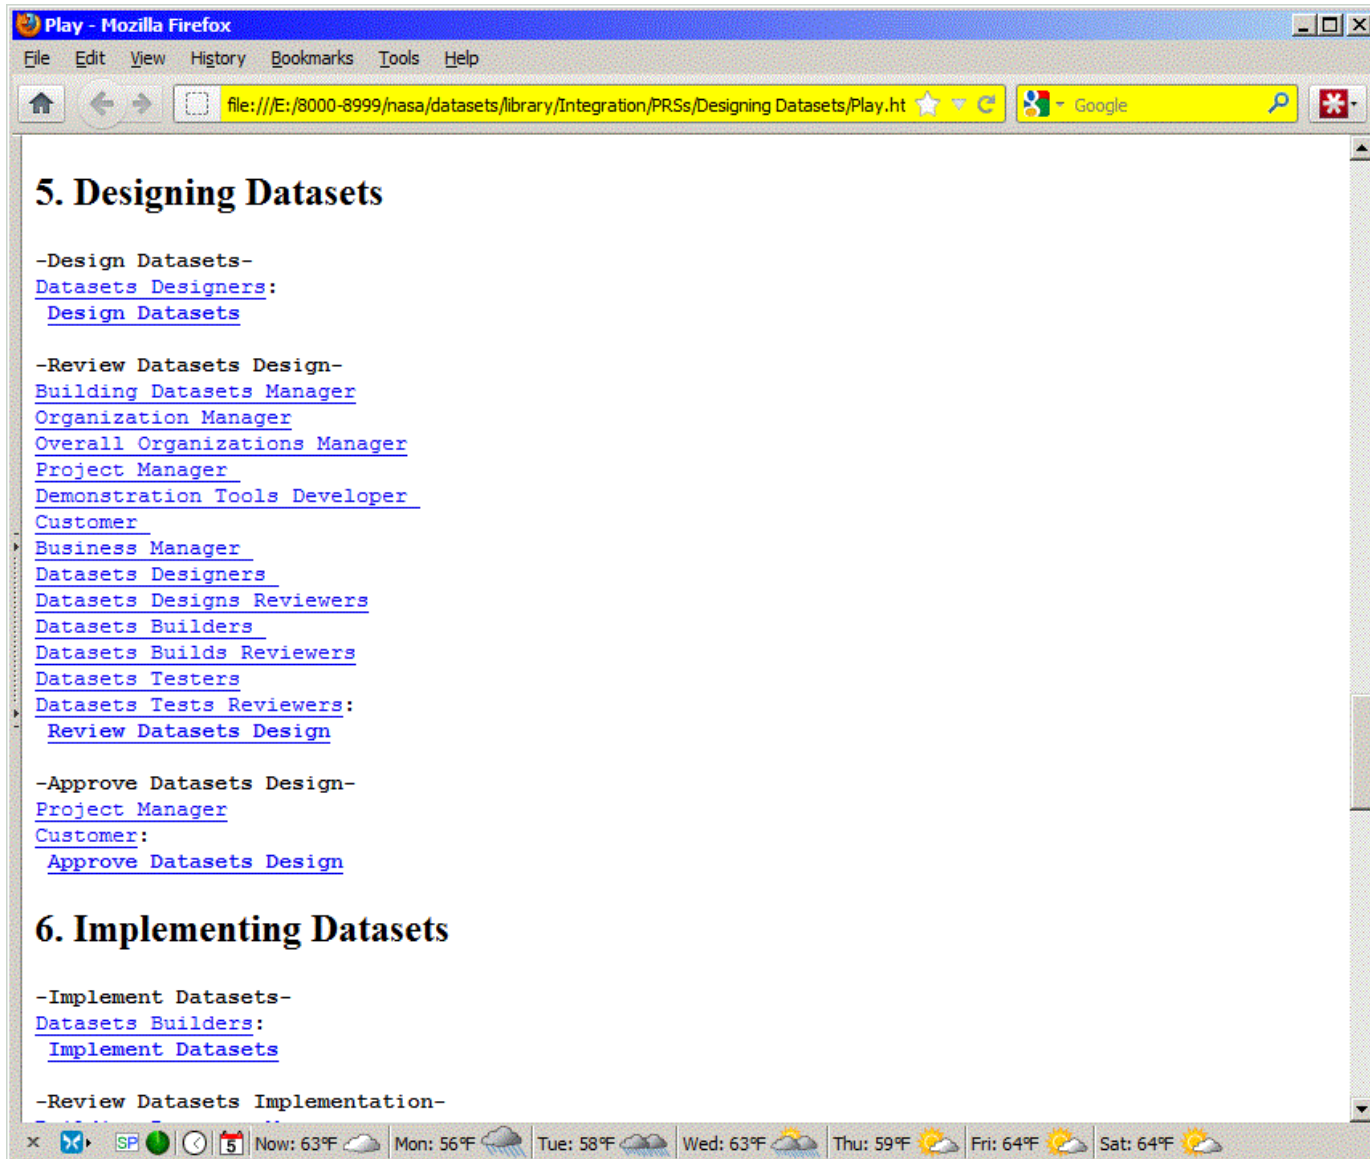 Play - Mozilla Firefox
File Edit View History Bookmarks Tools Help
file:///E:/8000-8999/nasa/datasets/library/Integration/PRSs/Designing Datasets/Play.ht Google
5. Designing Datasets
-Design Datasets-
Datasets Designers:
Design Datasets
-Review Datasets Design-
Building Datasets Manager
Organization Manager
Overall Organizations Manager
Project Manager
Demonstration Tools Developer
Customer
Business Manager
Datasets Designers
Datasets Designs Reviewers
Datasets Builders
Datasets Builds Reviewers
Datasets Testers
Datasets Tests Reviewers:
Review Datasets Design
-Approve Datasets Design-
Project Manager
Customer:
Approve Datasets Design
6. Implementing Datasets
-Implement Datasets-
Datasets Builders:
Implement Datasets
-Review Datasets Implementation-
SP 5 Now: 63°F Mon: 56°F Tue: 58°F Wed: 63°F Thu: 59°F Fri: 64°F Sat: 64°F